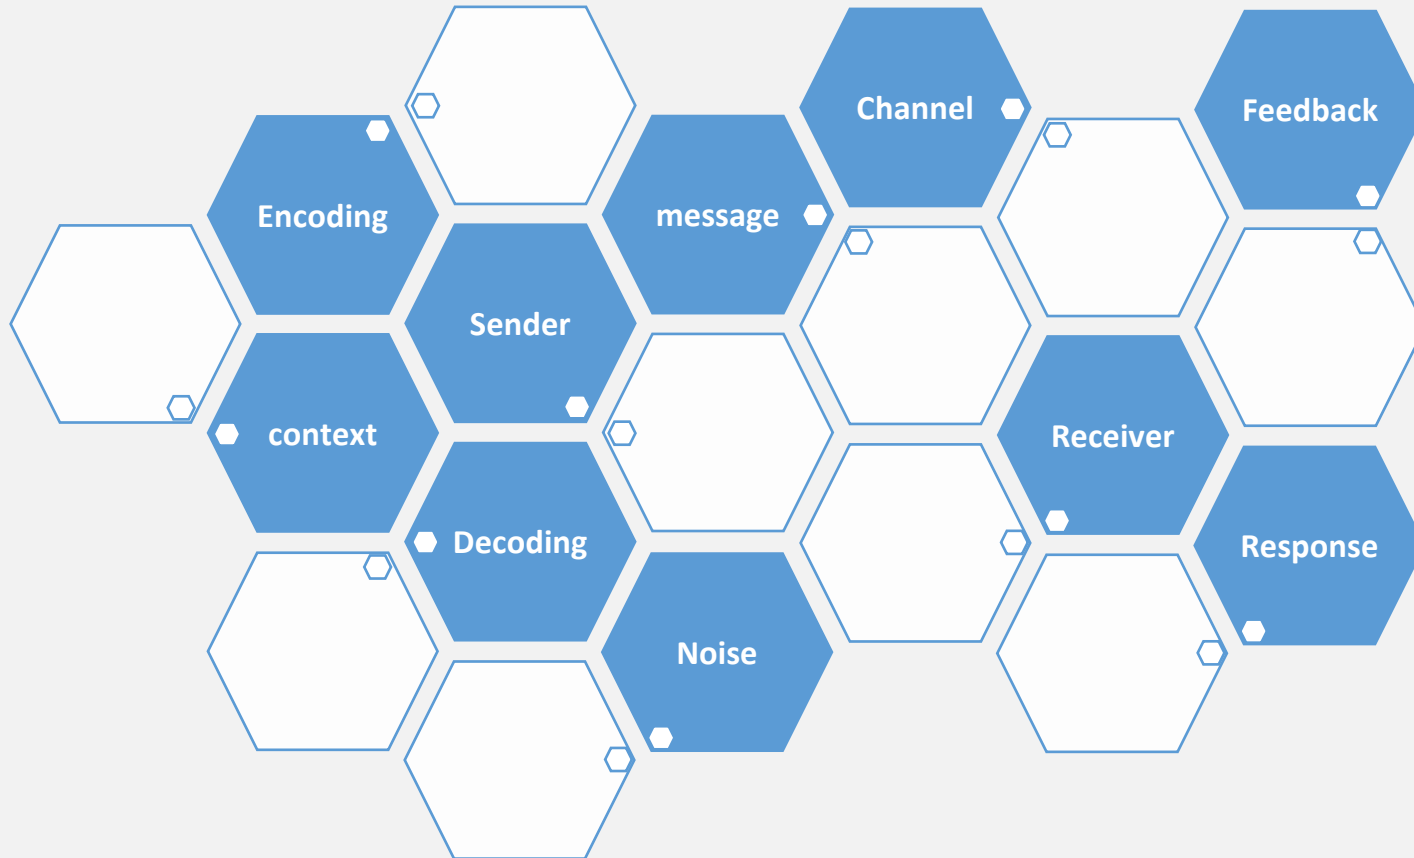 Channel
Feedback
Encoding
message
Sender
context
Receiver
Decoding
Response
Noise